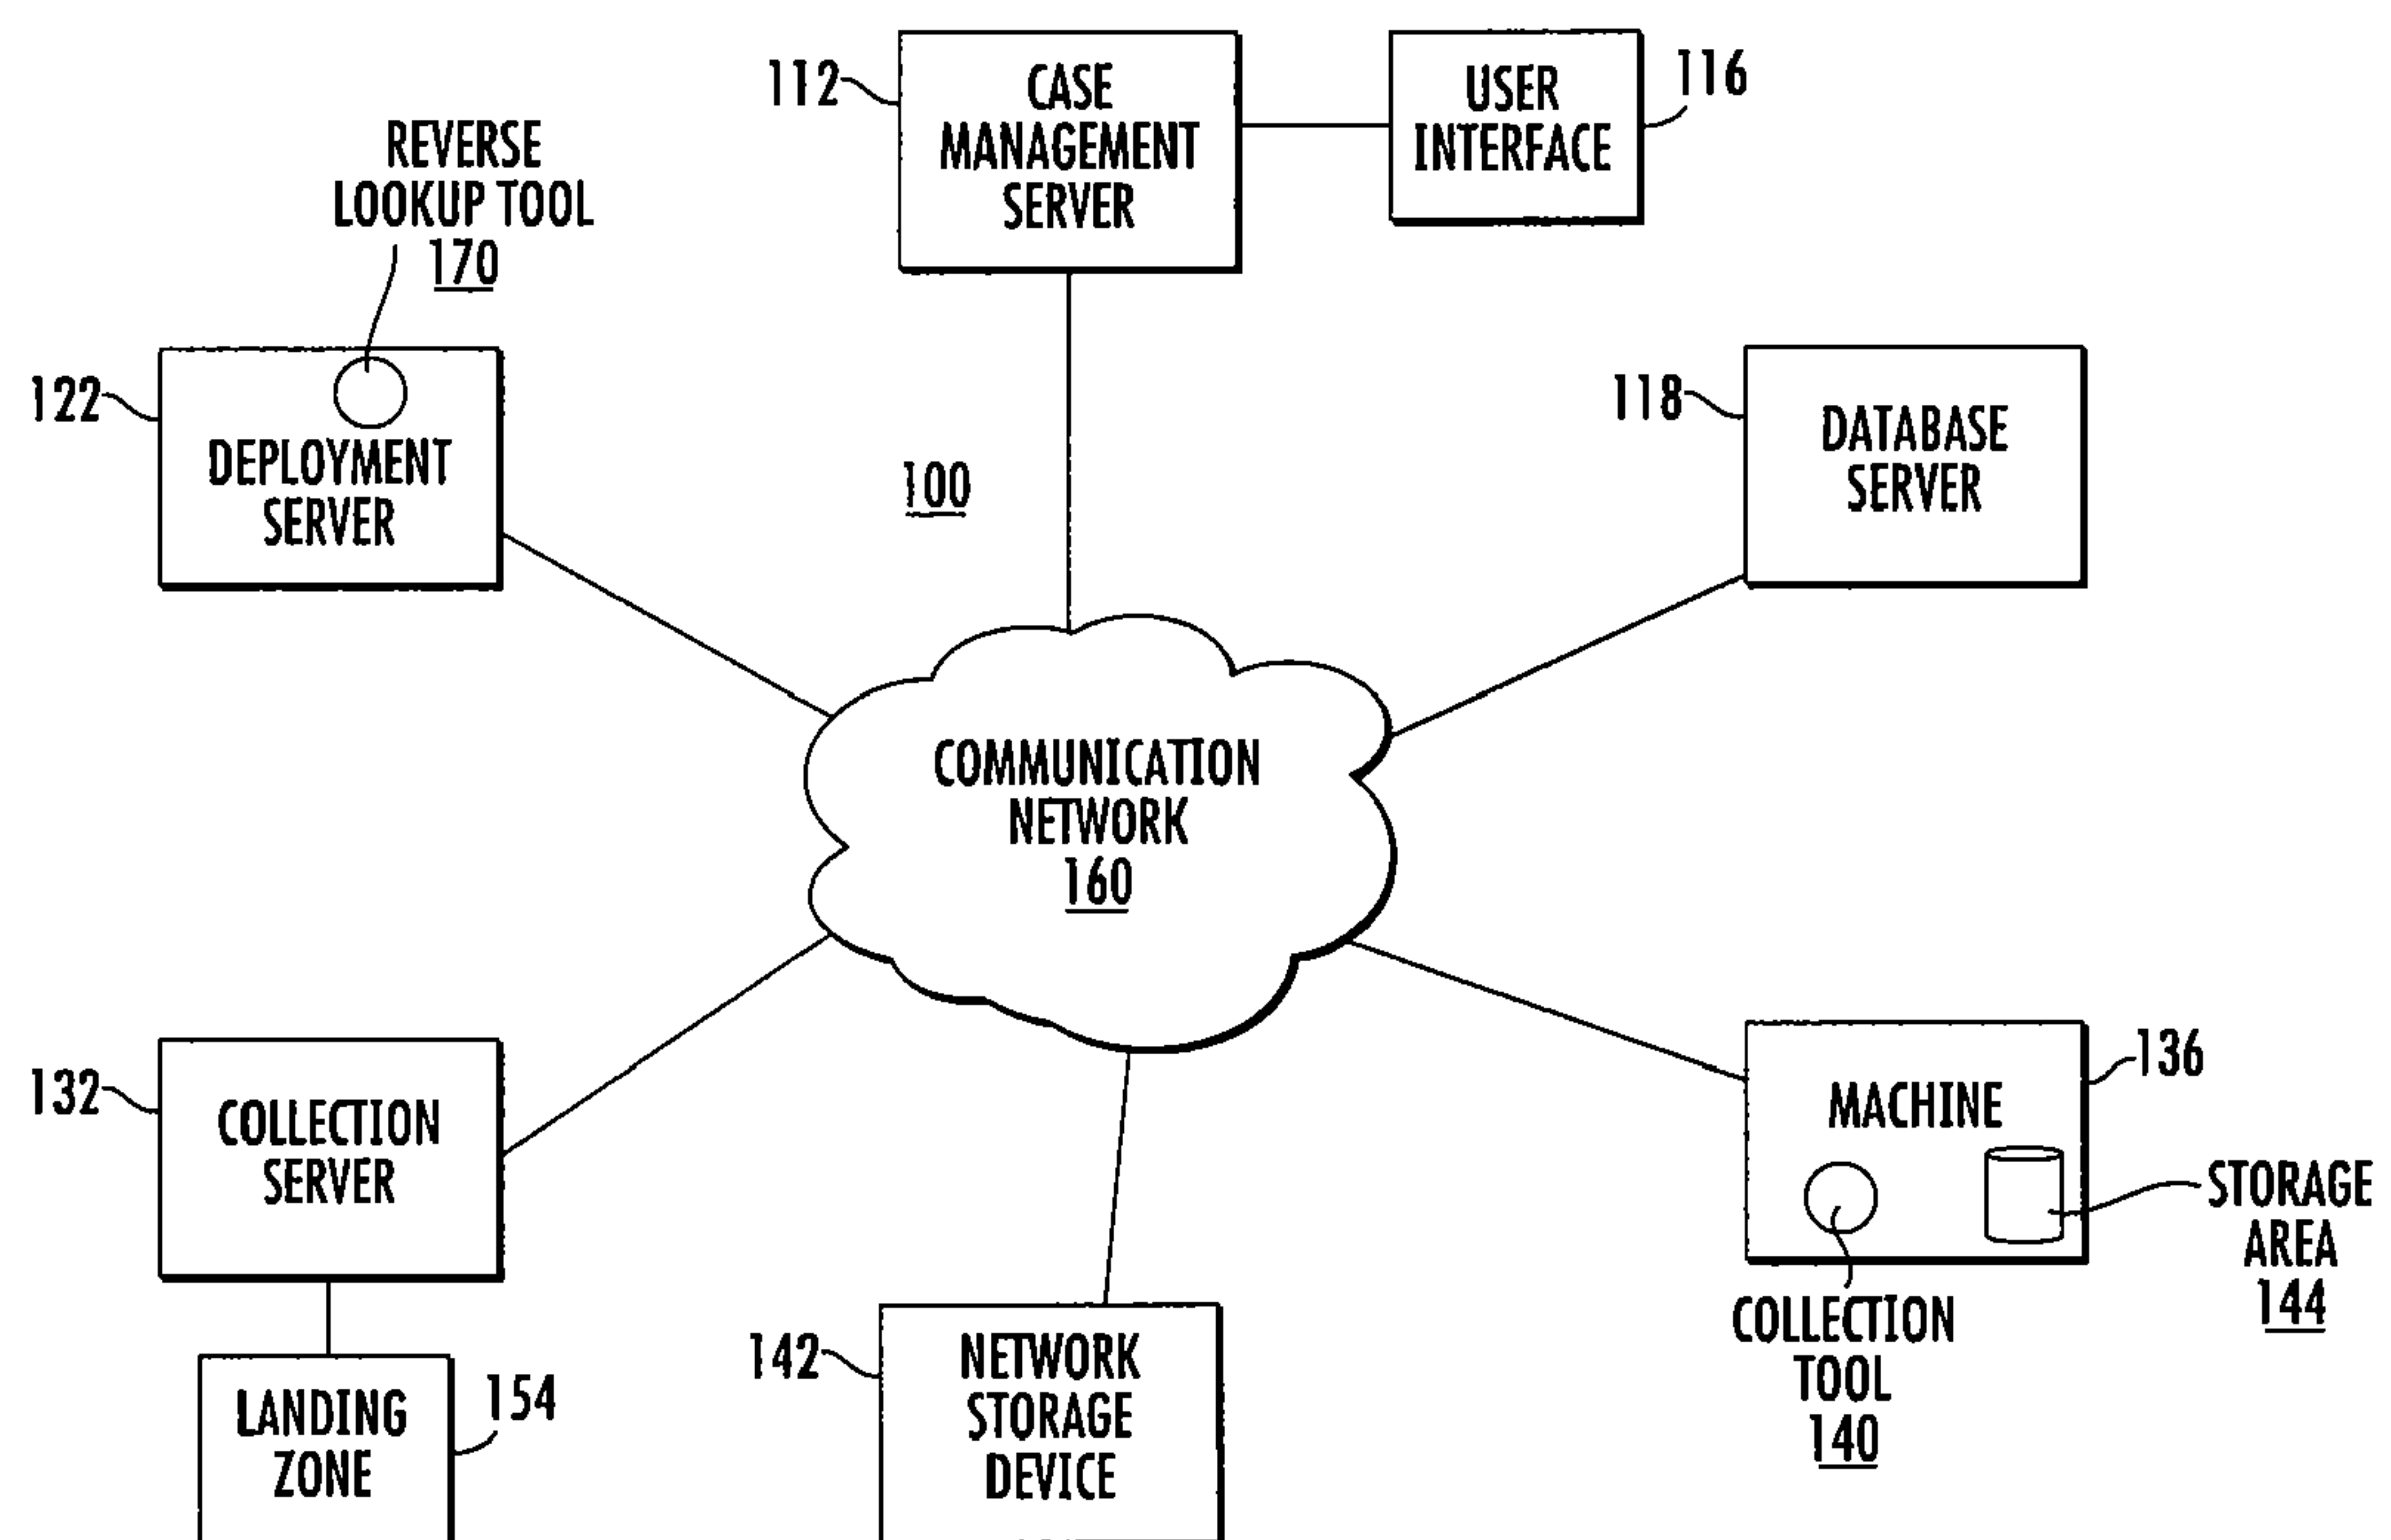 112
CASE
MANAGEMENT
SERVER
USER
INTERFACE
116
REVERSE
LOOKUP TOOL
170
122
DEPLOYMENT
SERVER
100
118
DATABASE
SERVER
COMMUNICATION
NETWORK
160
132
COLLECTION
SERVER
MACHINE
136
STORAGE
AREA
144
COLLECTION
TOOL
140
LANDING
ZONE
154
142
NETWORK
STORAGE
DEVICE